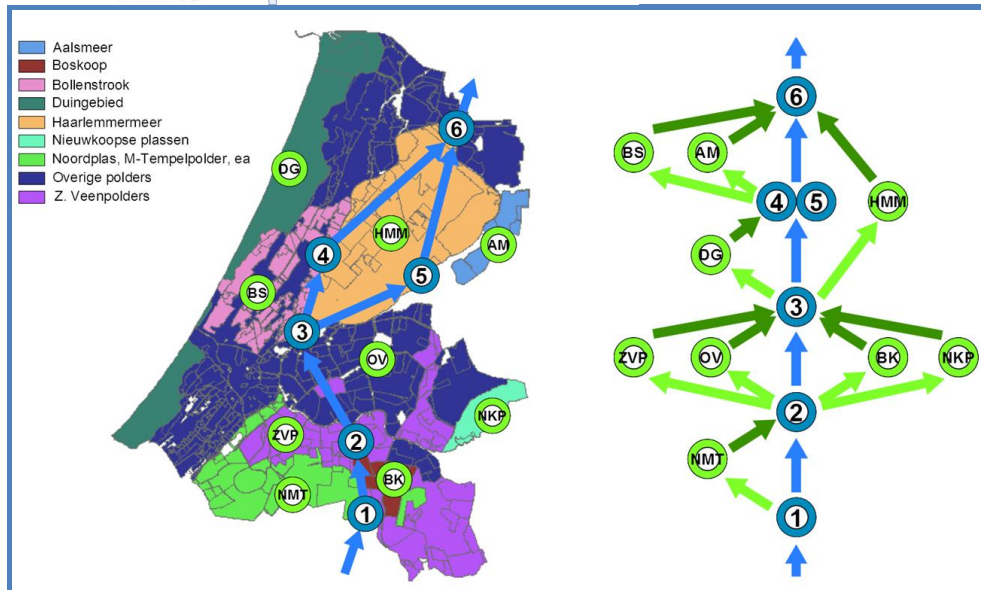 Aalsmeer
Boskoop
Bollenstrook
Duingebied
Haarlemmermeer
Nieuwkoopse plassen
Noordplas, M-Tempelpolder, ea
Overige polders
Z. Veenpolders
6
DG
HMM
AM
4
5
BS
3
OV
NKP
ZVP
2
BK
NMT
1
6
BS
AM
4
5
HMM
DG
3
ZVP
OV
BK
NKP
2
NMT
1